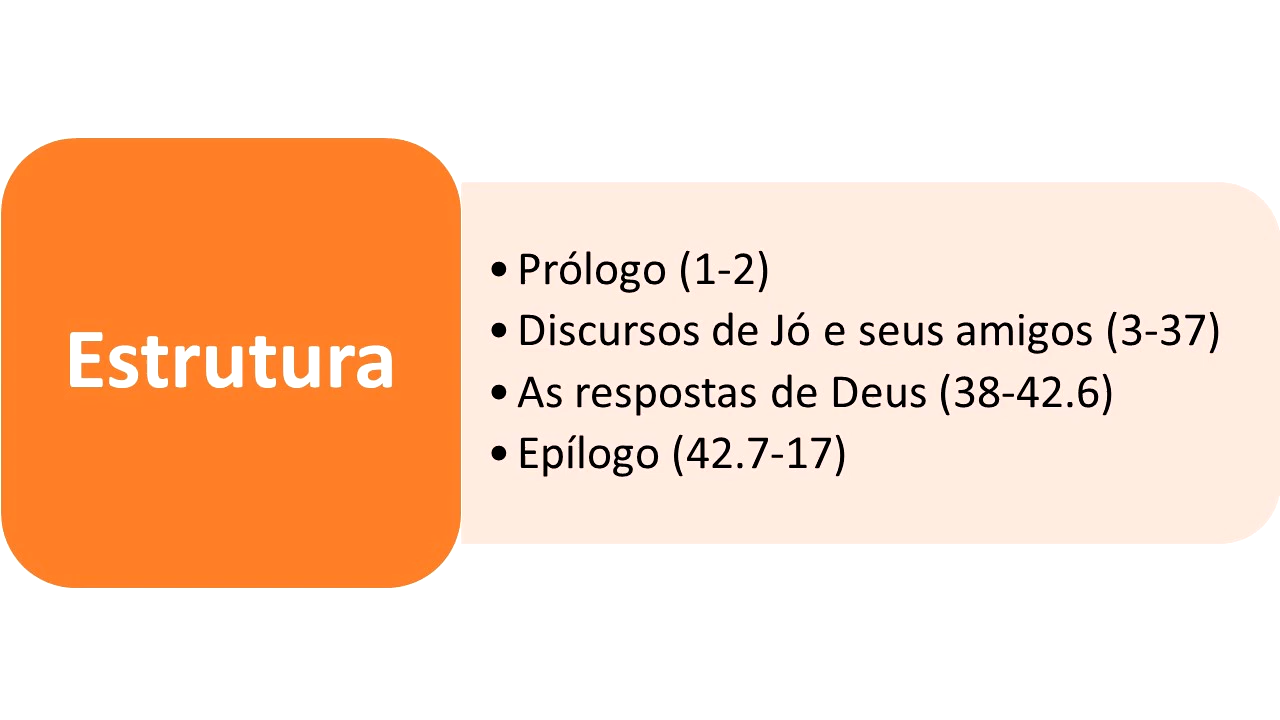 Estrutura
• Prólogo (1-2)
• Discursos de Jó e seus amigos (3-37)
• As respostas de Deus (38-42.6)
• Epílogo (42.7-17)